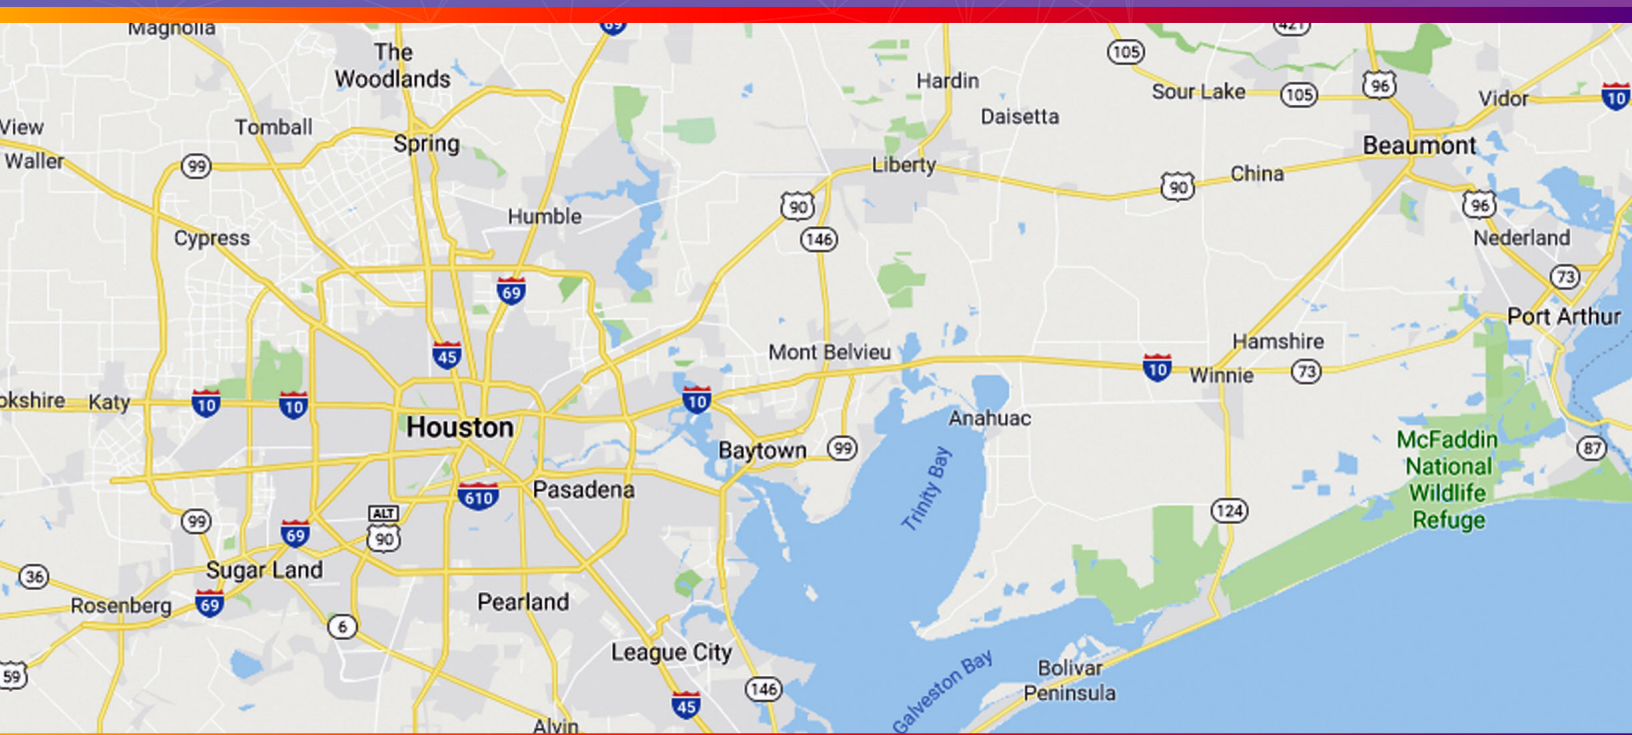 Magnolia
69
421
The
Woodlands
105
Hardin
Sour Lake
105
96
Vidor
10
View
Tomball
Daisetta
Waller
Spring
Beaumont
99
Liberty
China
90
90
96
Humble
146
Nederland
Cypress
73
69
Port Arthur
45
Mont Belvieu
Hamshire
10
Winnie
73
okshire
Katy
10
10
10
Houston
Anahuac
Baytown
99
McFaddin
National
Wildlife
Refuge
87
Trinity Bay
610
Pasadena
ALT
90
99
124
69
Sugar Land
36
Rosenberg
69
Pearland
6
League City
59
146
Galveston Bay
Bolivar
Peninsula
45
Alvin